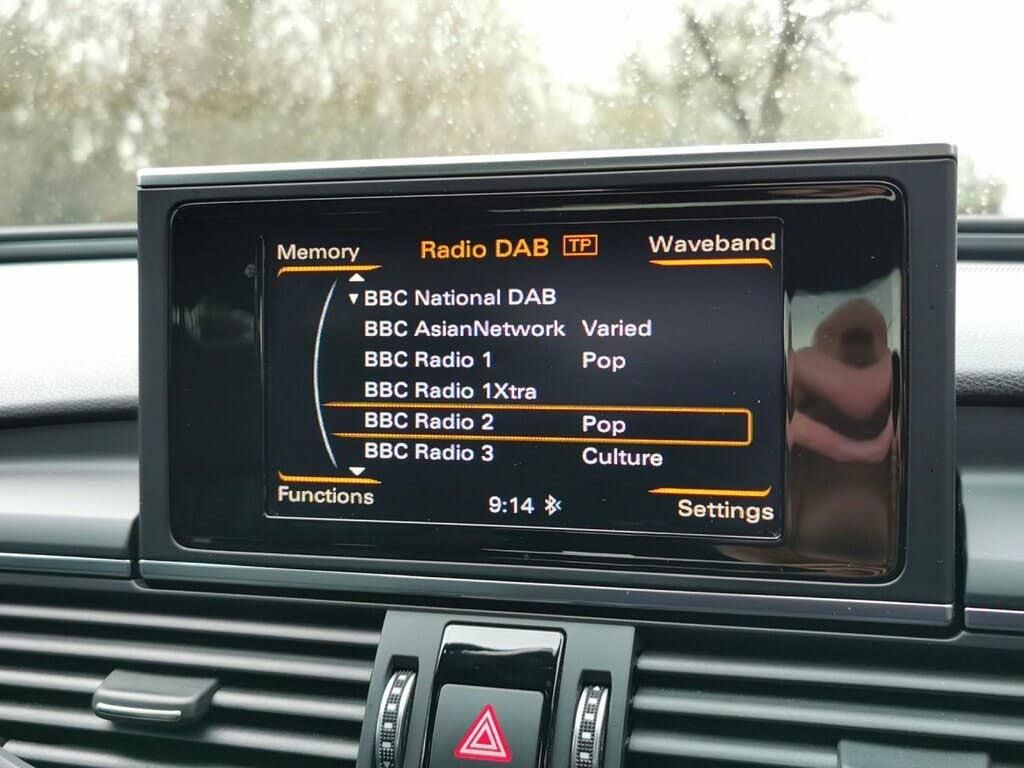 Memory Radio DAB TP Waveband
BBC National DAB
BBC AsianNetwork Varied
BBC Radio 1 Pop
BBC Radio 1Xtra
BBC Radio 2 Pop
BBC Radio 3 Culture
Functions 9:14 Settings